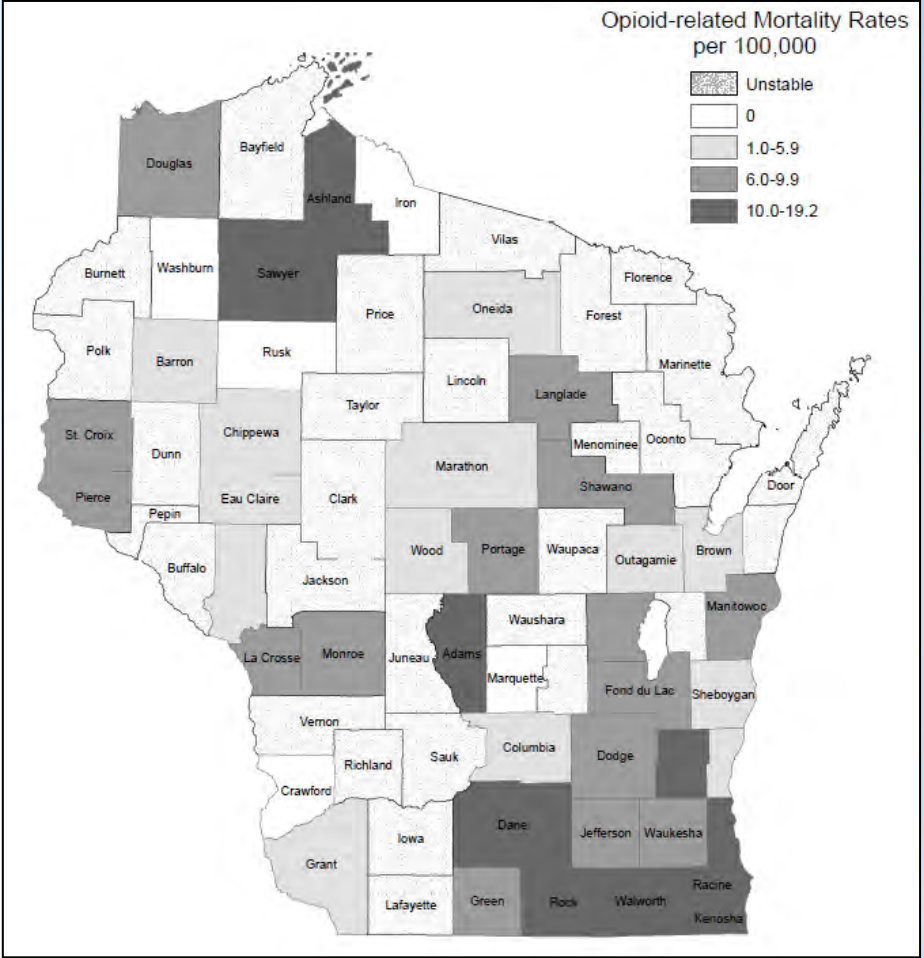 Opioid-related Mortality Rates
per 100,000
Unstable
0
1.0-5.9
6.0-9.9
10.0-19.2
Douglas
Bayfield
Ashland
Iron
Vilas
Burnett
Washburn
Sawyer
Florence
Price
Oneida
Forest
Polk
Barron
Rusk
Marinette
Lincoln
Langlade
Taylor
St. Croix
Chippewa
Dunn
Menominee
Oconto
Marathon
Pierce
Eau Claire
Clark
Shawano
Door
Pepin
Wood
Portage
Waupaca
Outagamie
Brown
Buffalo
Jackson
Manitowoc
Waushara
La Crosse
Monroe
Juneau
Adams
Marquette
Fond du Lac
Sheboygan
Vernon
Columbia
Dodge
Sauk
Richland
Crawford
Dane
Jefferson
Waukesha
Iowa
Grant
Racine
Lafayette
Green
Rock
Walworth
Kenosha